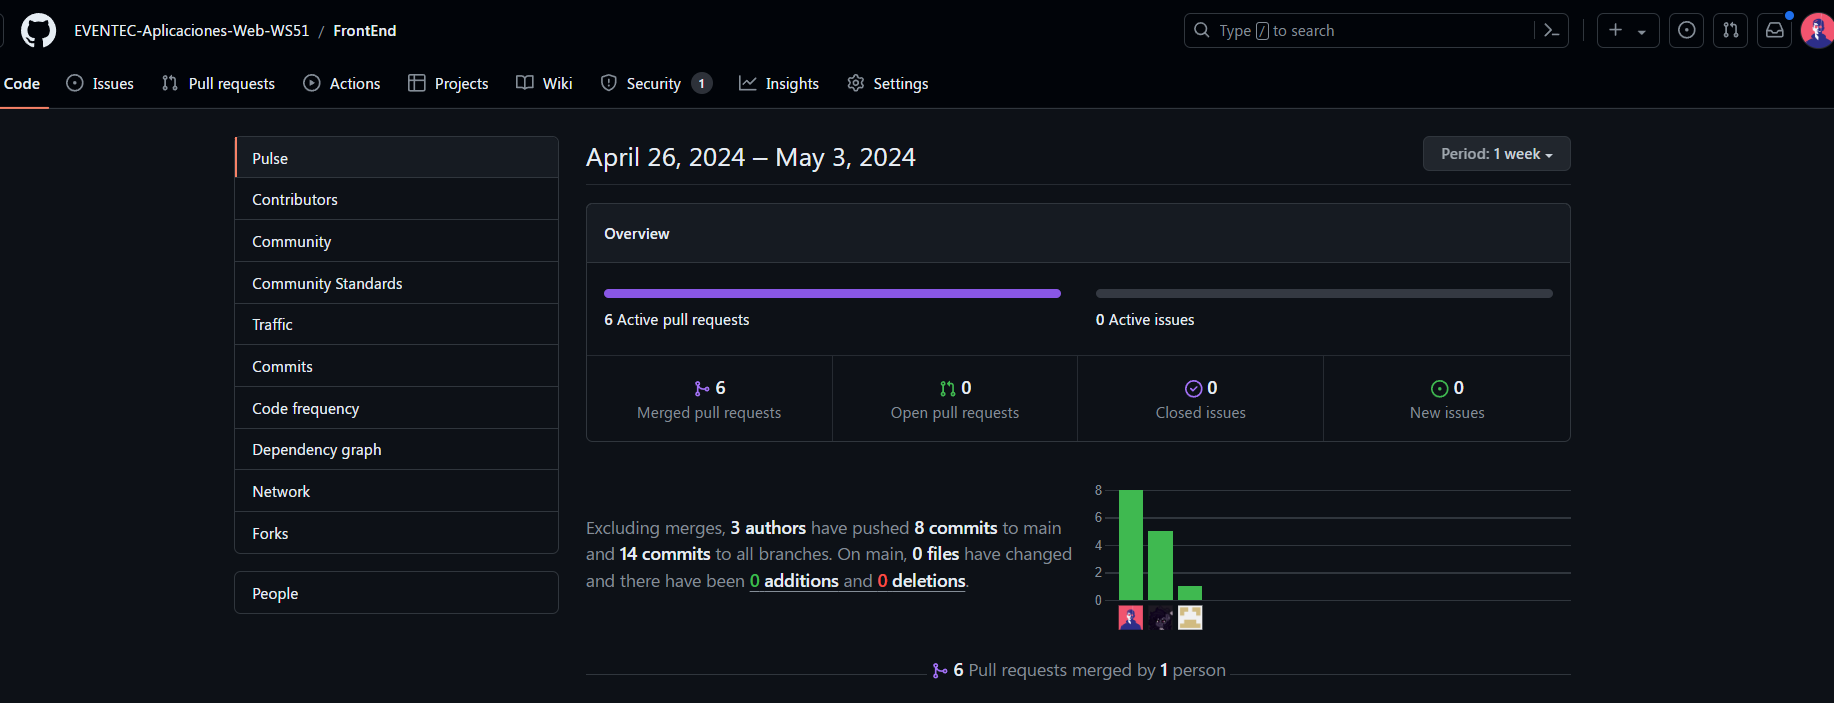 EVENTEC-Aplicaciones-Web-WS51 / FrontEnd
Type / to search
Code
Issues
Pull requests
Actions
Projects
Wiki
Security 1
Insights
Settings
Pulse
Contributors
Community
Community Standards
Traffic
Commits
Code frequency
Dependency graph
Network
Forks
People
April 26, 2024 – May 3, 2024
Period: 1 week
Overview
6 Active pull requests
0 Active issues
6
Merged pull requests
0
Open pull requests
0
Closed issues
0
New issues
Excluding merges, 3 authors have pushed 8 commits to main
and 14 commits to all branches. On main, 0 files have changed
and there have been 0 additions and 0 deletions.
8
6
4
2
0
6 Pull requests merged by 1 person